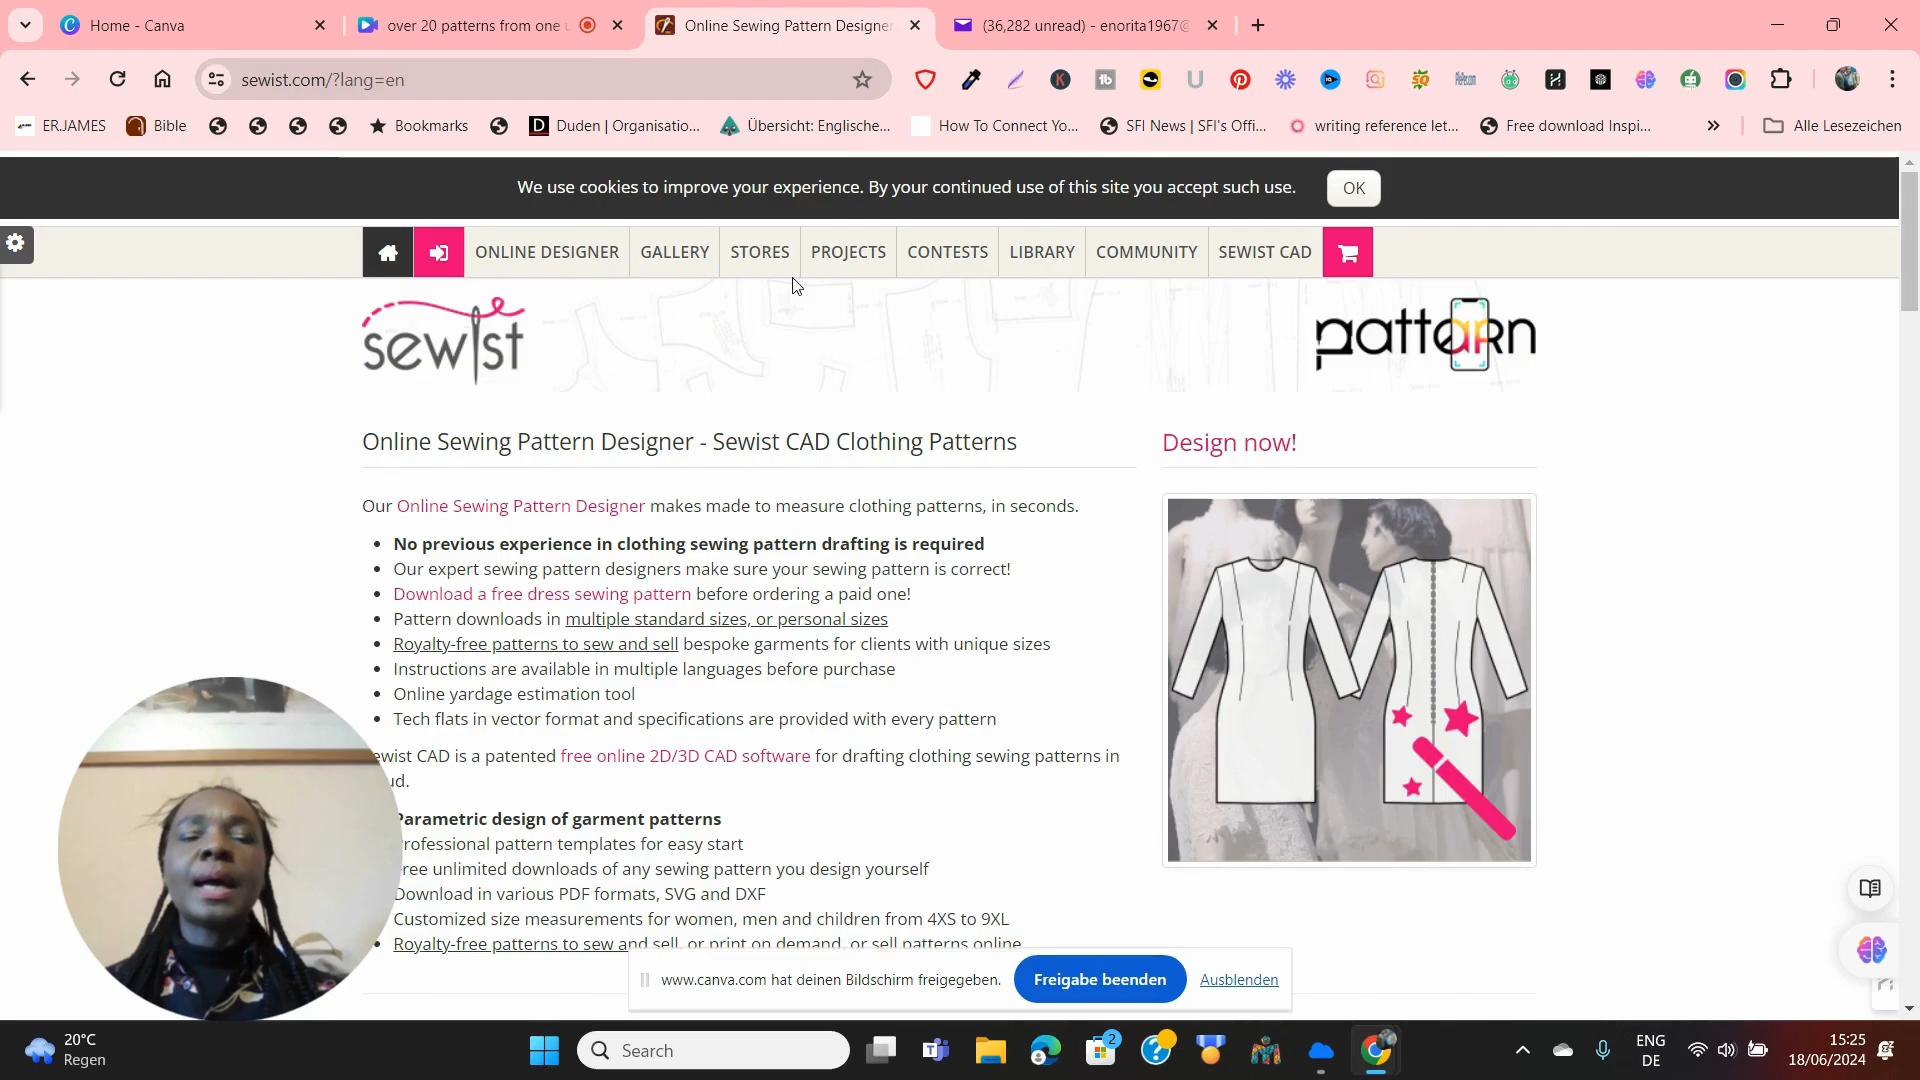 Home - Canva
over 20 patterns from one
Online Sewing Pattern Designer
(36,282 unread) - enorita1967@
sewist.com/?lang=en
ER.JAMES
Bible
Bookmarks
Duden | Organisatio...
Übersicht: Englische...
How To Connect Yo...
SFI News | SFI's Offi...
writing reference let...
Free download Inspi...
Alle Lesezeichen
We use cookies to improve your experience. By your continued use of this site you accept such use.
OK
ONLINE DESIGNER
GALLERY
STORES
PROJECTS
CONTESTS
LIBRARY
COMMUNITY
SEWIST CAD
sewist
pattarn
Online Sewing Pattern Designer - Sewist CAD Clothing Patterns
Design now!
Our Online Sewing Pattern Designer makes made to measure clothing patterns, in seconds.
No previous experience in clothing sewing pattern drafting is required
Our expert sewing pattern designers make sure your sewing pattern is correct!
Download a free dress sewing pattern before ordering a paid one!
Pattern downloads in multiple standard sizes, or personal sizes
Royalty-free patterns to sew and sell bespoke garments for clients with unique sizes
Instructions are available in multiple languages before purchase
Online yardage estimation tool
Tech flats in vector format and specifications are provided with every pattern
ewist CAD is a patented free online 2D/3D CAD software for drafting clothing sewing patterns in
ud.
Parametric design of garment patterns
rofessional pattern templates for easy start
ree unlimited downloads of any sewing pattern you design yourself
Download in various PDF formats, SVG and DXF
Customized size measurements for women, men and children from 4XS to 9XL
Royalty-free patterns to sew and sell, or print on demand, or sell patterns online
www.canva.com hat deinen Bildschirm freigegeben.
Freigabe beenden
Ausblenden
20°C
Regen
Search
2
ENG
DE
15:25
18/06/2024